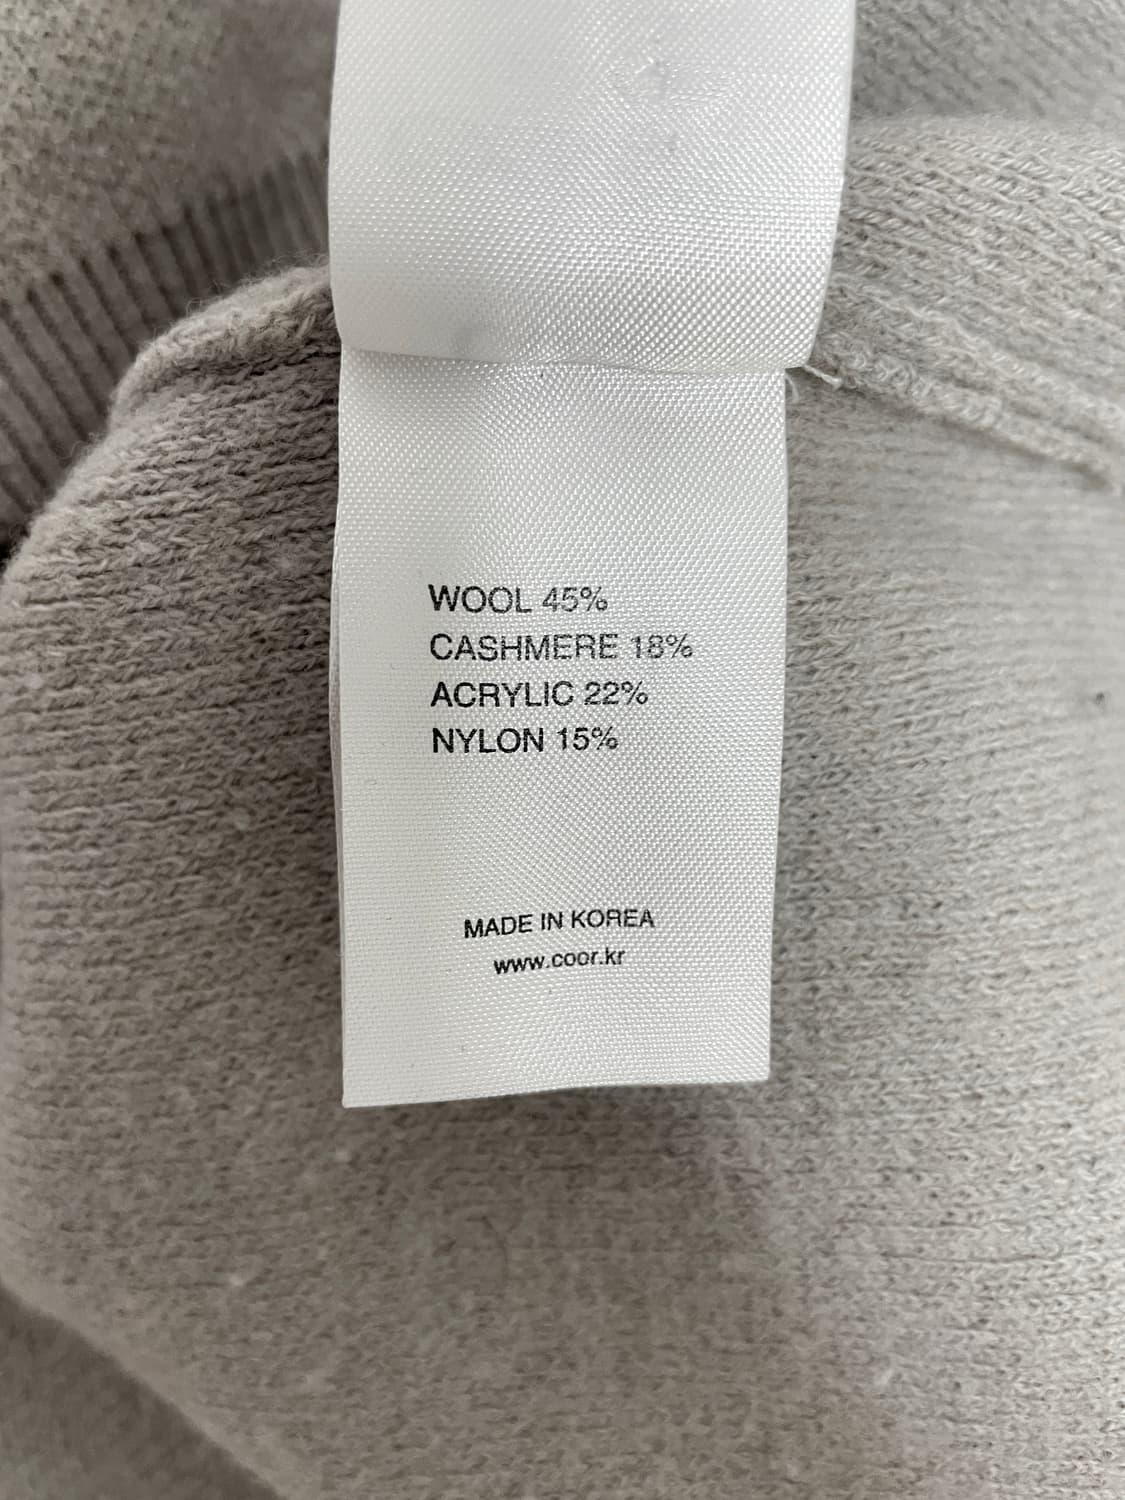 WOOL 45%
CASHMERE 18%
ACRYLIC 22%
NYLON 15%
MADE IN KOREA
www.coor.kr